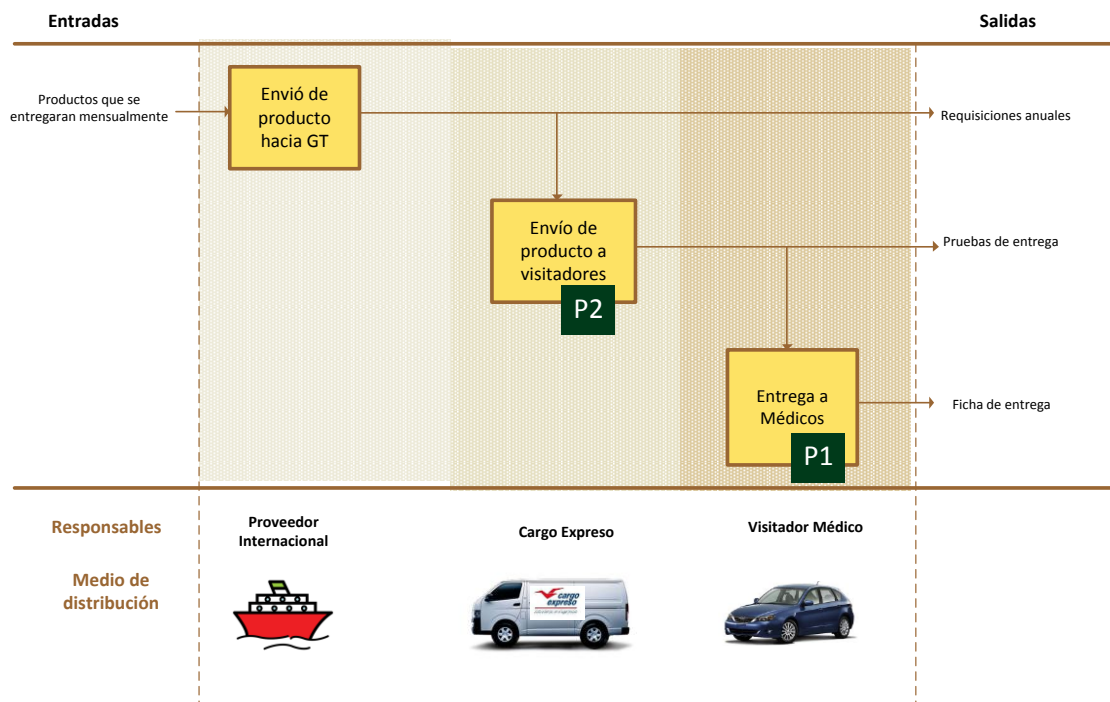 Entradas
Salidas
Productos que se
entregaran mensualmente
Envió de
producto
hacia GT
Requisiciones anuales
Envío de
producto a
visitadores
P2
Pruebas de entrega
Entrega a
Médicos
P1
Ficha de entrega
Responsables
Proveedor
Internacional
Cargo Expreso
Visitador Médico
Medio de
distribución
cargo
expreso